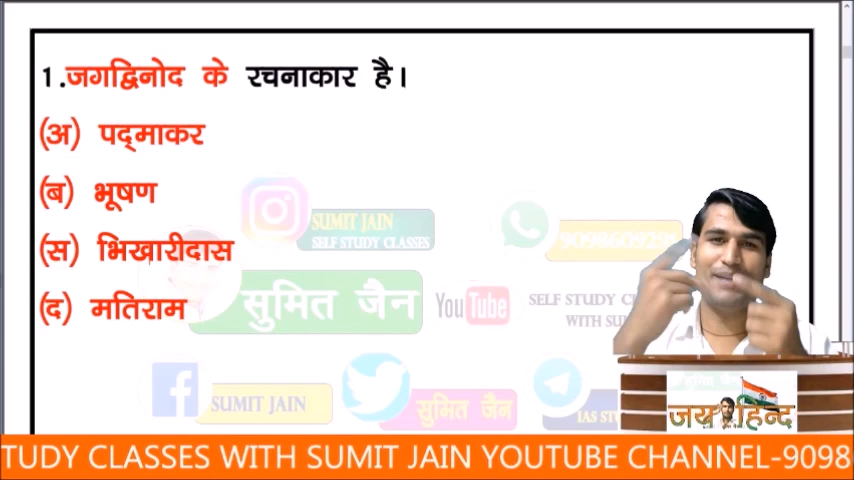 1.जगद्विनोद के रचनाकार है।
(अ) पद्माकर
(ब) भूषण
(स) भिखारीदास
(द) मतिराम
SUMIT JAIN
SELF STUDY CLASSES
सुमित जैन
YouTube
SELF STUDY
WITH
SUMIT JAIN
सुमित जैन
IAS
जय हिन्द
TUDY CLASSES WITH SUMIT JAIN YOUTUBE CHANNEL-9098